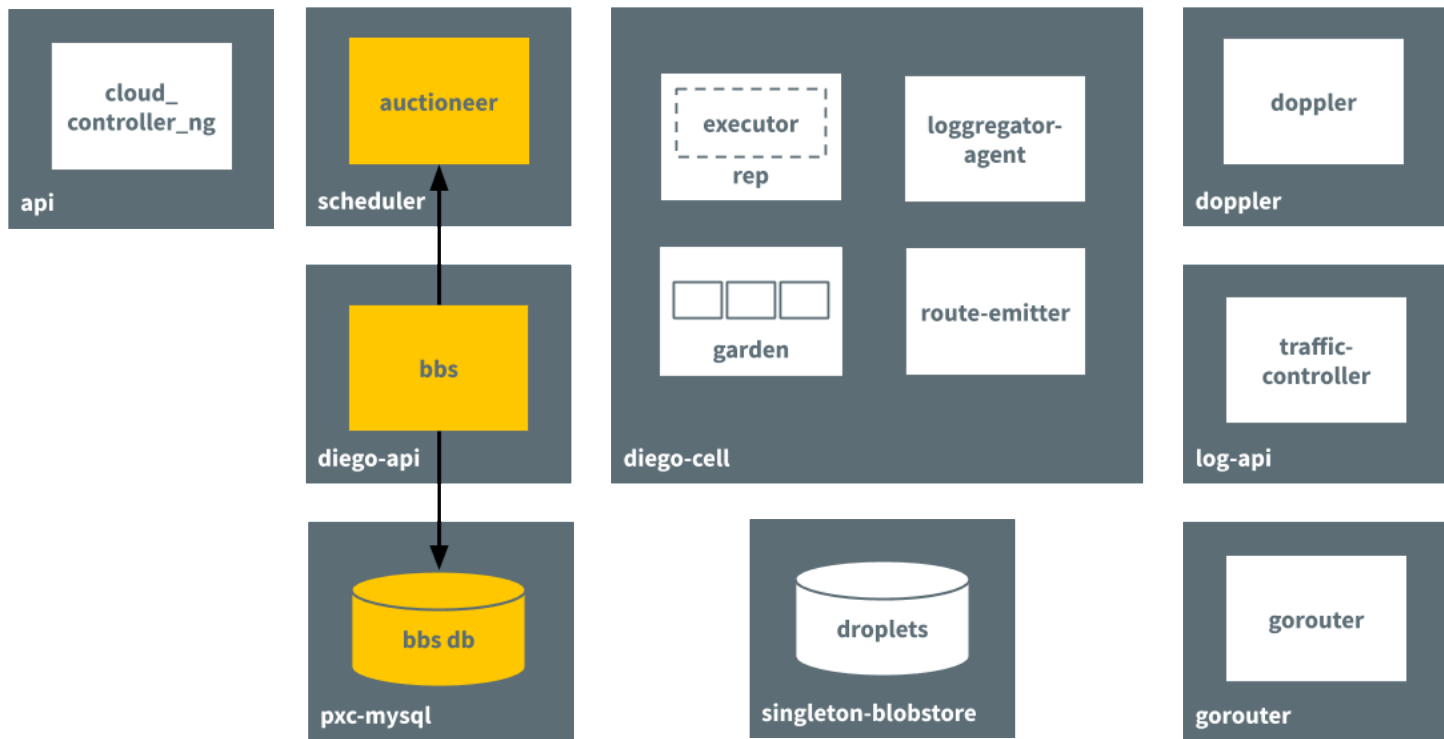 cloud_
controller_ng
api
auctioneer
scheduler
bbs
diego-api
bbs db
pxc-mysql
executor
rep
loggregator-
agent
garden
route-emitter
diego-cell
droplets
singleton-blobstore
doppler
doppler
traffic-
controller
log-api
gorouter
gorouter